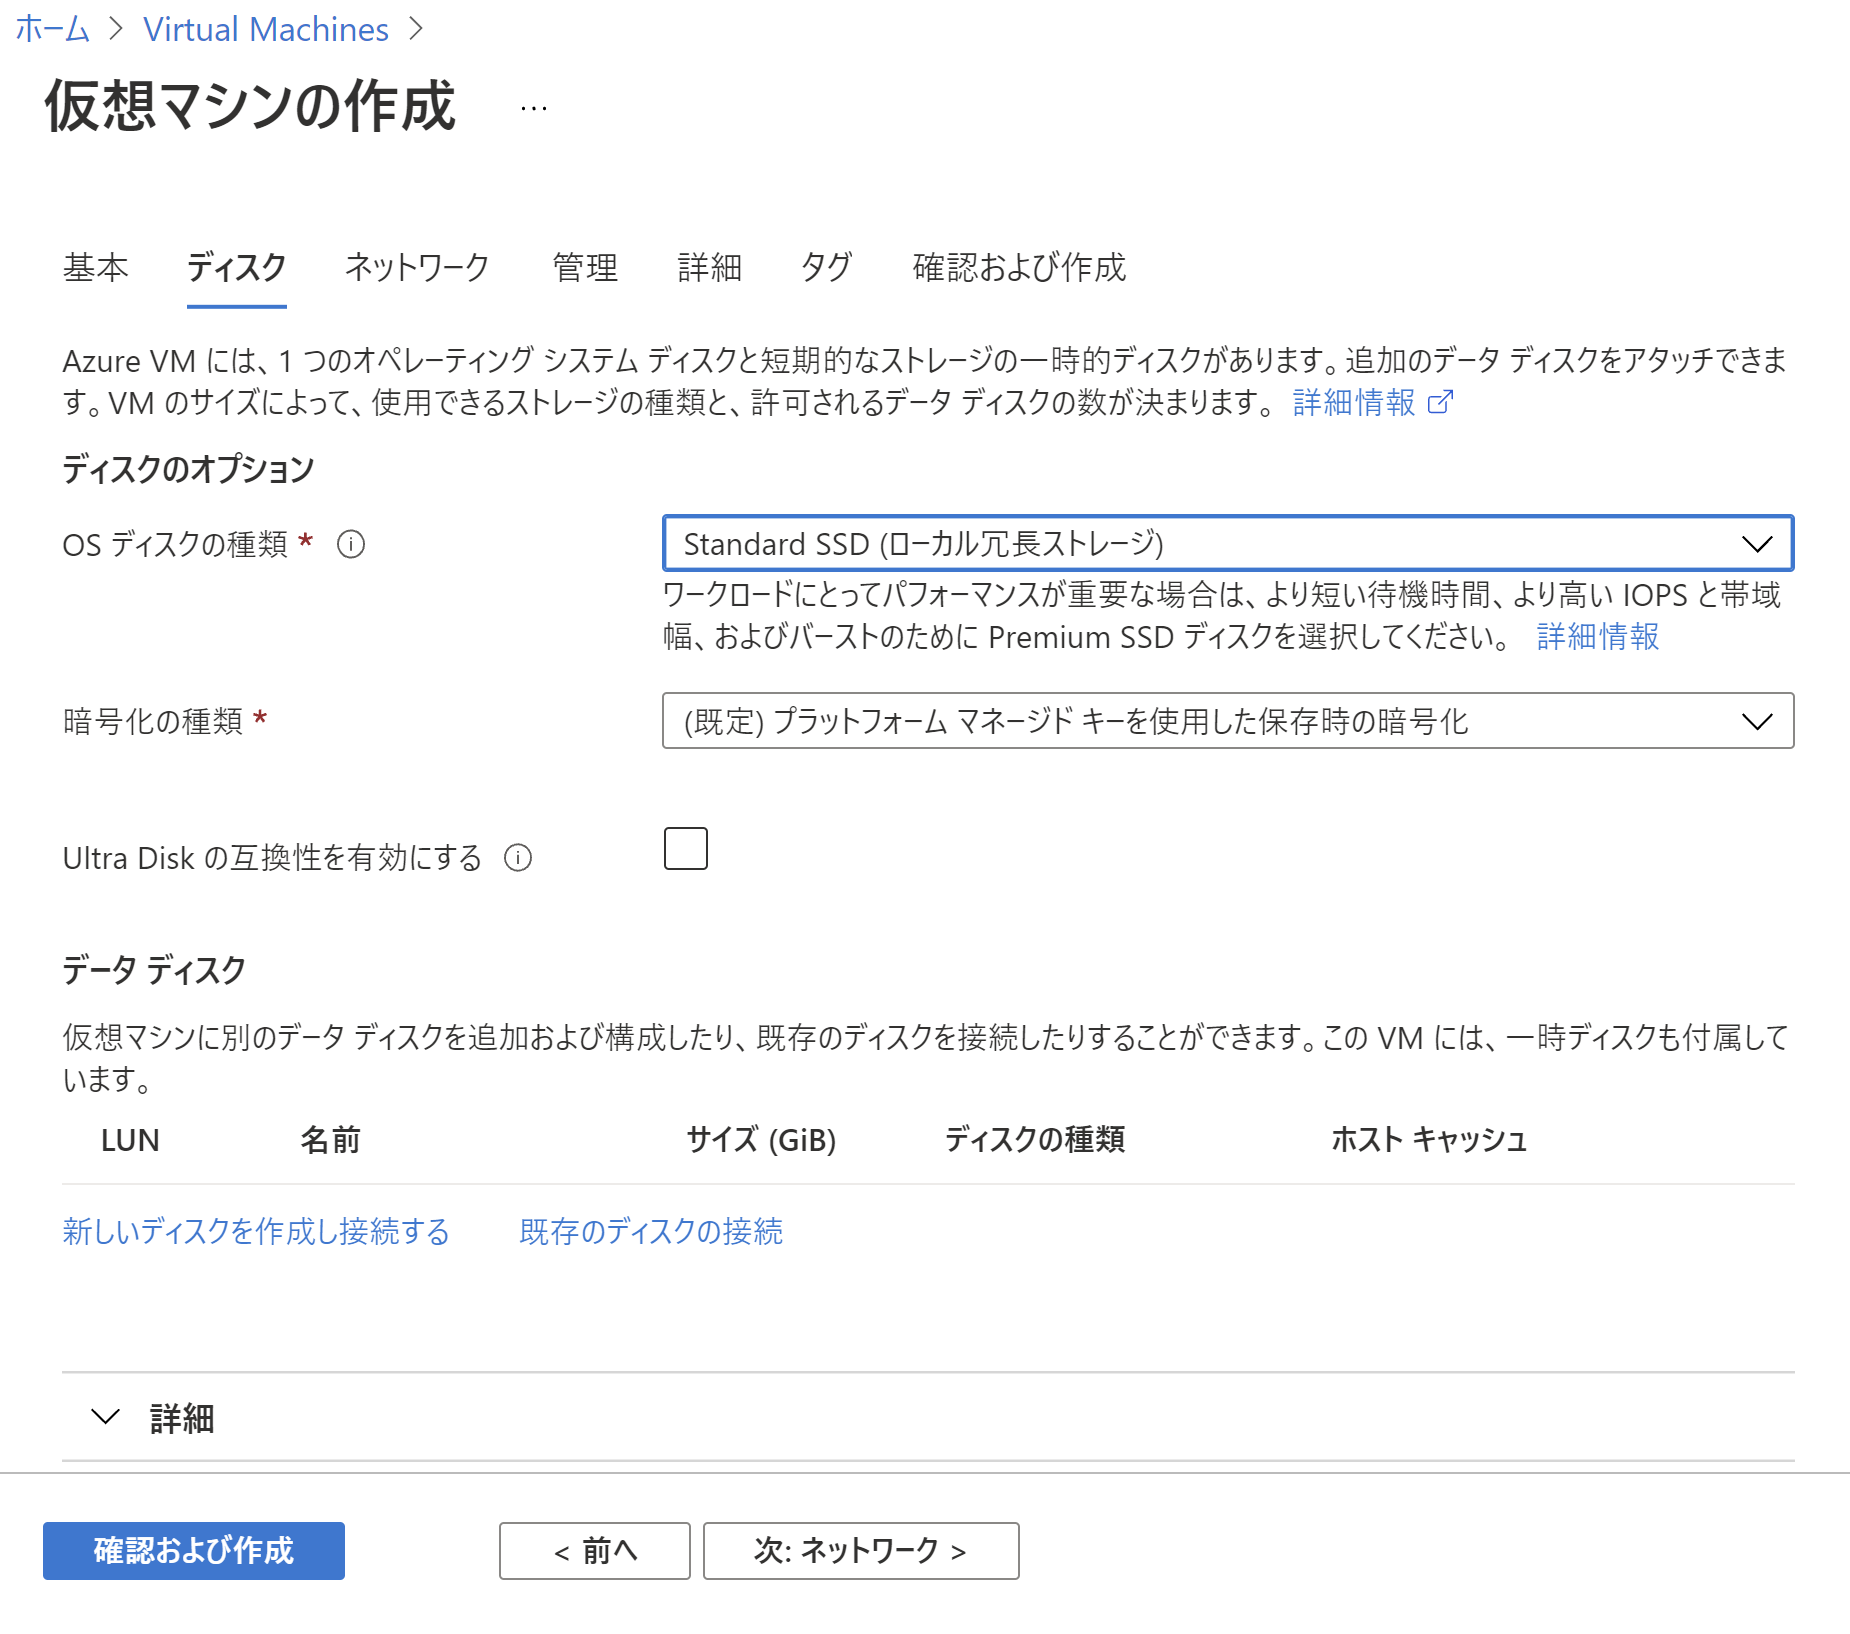 ホーム > Virtual Machines >
仮想マシンの作成 …
基本 ディスク ネットワーク 管理 詳細 タグ 確認および作成
Azure VM には、1 つのオペレーティング システム ディスクと短期的なストレージの一時的ディスクがあります。追加のデータ ディスクをアタッチできま
す。VM のサイズによって、使用できるストレージの種類と、許可されるデータ ディスクの数が決まります。 詳細情報
ディスクのオプション
OS ディスクの種類 * Standard SSD (ローカル冗長ストレージ)
ワークロードにとってパフォーマンスが重要な場合は、より短い待機時間、より高い IOPS と帯域
幅、およびバーストのために Premium SSD ディスクを選択してください。 詳細情報
暗号化の種類 * (既定) プラットフォーム マネージド キーを使用した保存時の暗号化
Ultra Disk の互換性を有効にする
データ ディスク
仮想マシンに別のデータ ディスクを追加および構成したり、既存のディスクを接続したりすることができます。この VM には、一時ディスクも付属して
います。
LUN 名前 サイズ (GiB) ディスクの種類 ホスト キャッシュ
新しいディスクを作成し接続する 既存のディスクの接続
詳細
確認および作成 < 前へ 次: ネットワーク >